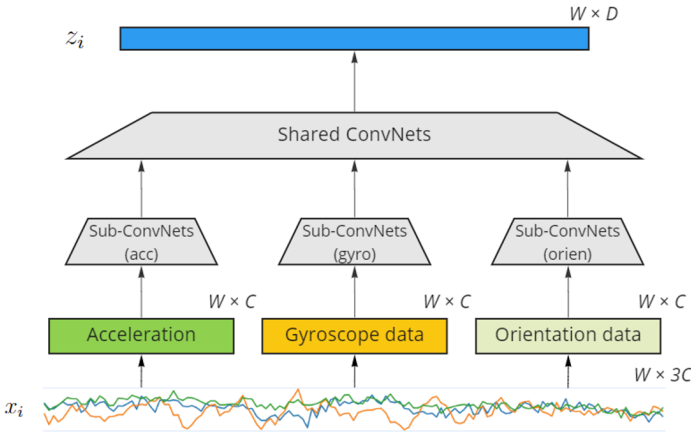 W × D
z_i
Shared ConvNets
Sub-ConvNets
(acc)
Sub-ConvNets
(gyro)
Sub-ConvNets
(orien)
W × C
W × C
W × C
Acceleration
Gyroscope data
Orientation data
W × 3C
x_i